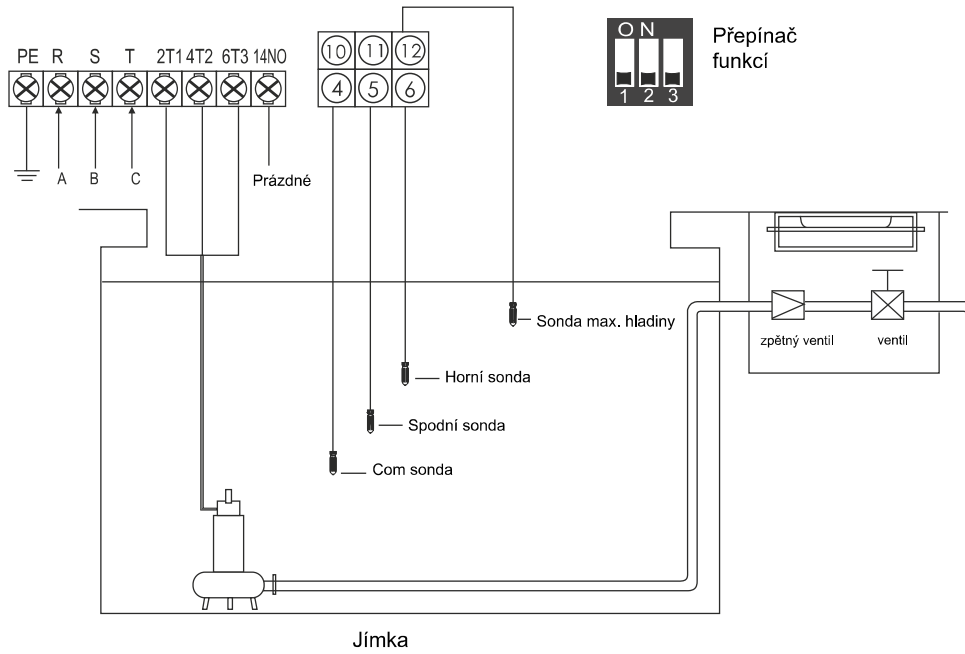 PE R S T 2T1 4T2 6T3 14NO
A B C
Prázdné
10 11 12
4 5 6
ON
1 2 3
Přepínač
funkcí
Sonda max. hladiny
Horní sonda
Spodní sonda
Com sonda
zpětný ventil
ventil
Jímka